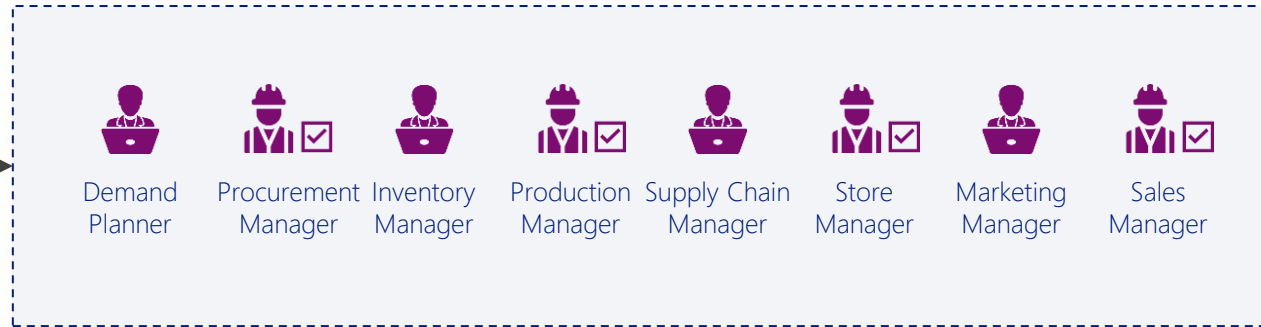 Demand
Planner
Procurement
Manager
Inventory
Manager
Production
Manager
Supply Chain
Manager
Store
Manager
Marketing
Manager
Sales
Manager